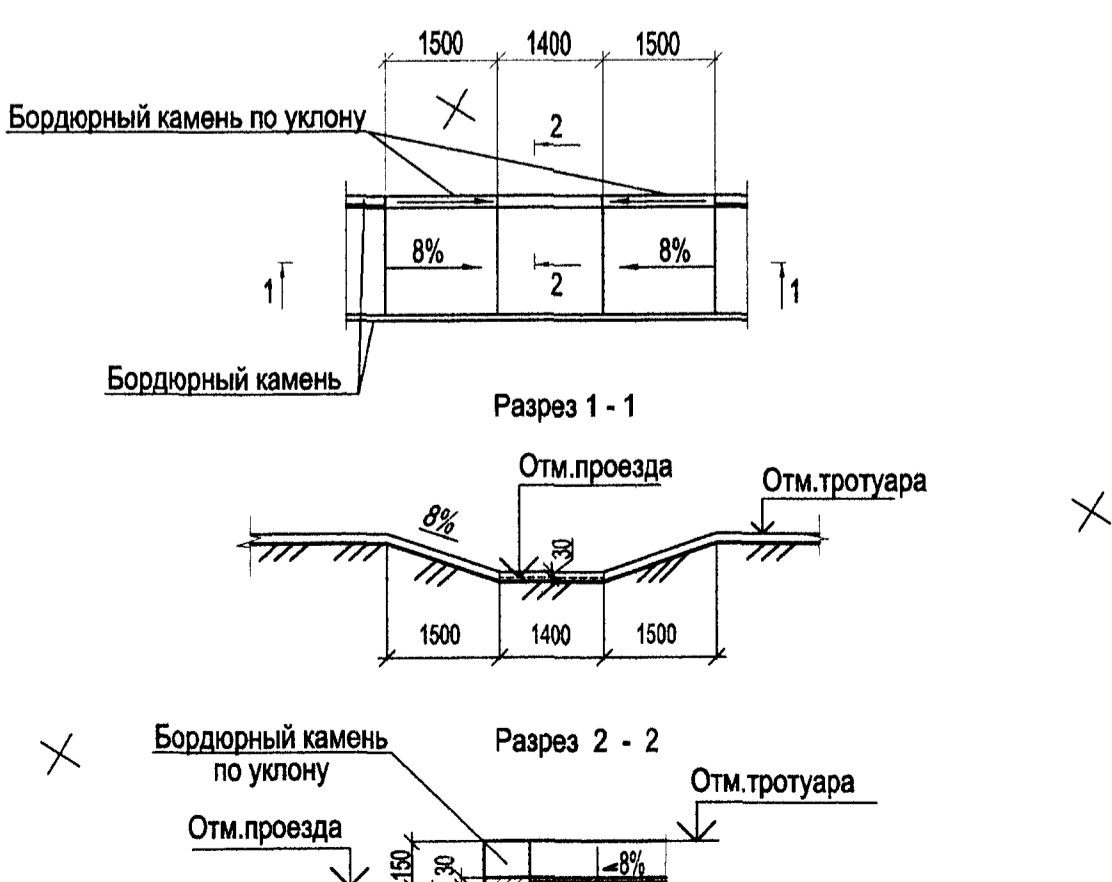 1500 1400 1500
Бордюрный камень по уклону
2
8% 8%
1 2 1
Бордюрный камень
Разрез 1 - 1
Отм.проезда
Отм.тротуара
8%
30
1500 1400 1500
Бордюрный камень
по уклону
Разрез 2 - 2
Отм.тротуара
Отм.проезда
150
30
8%